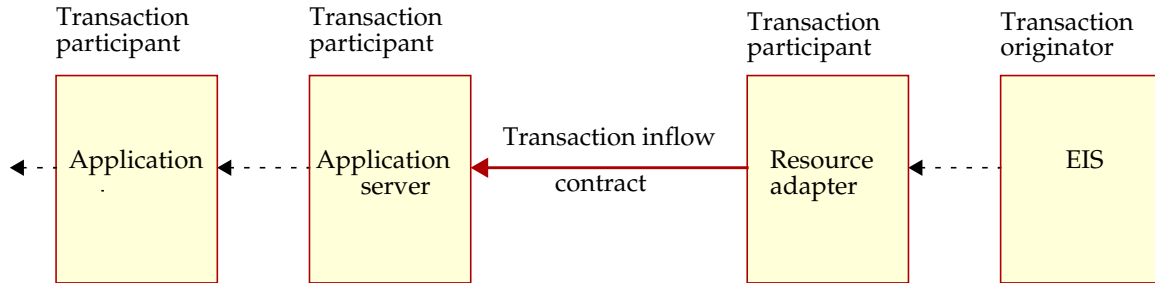 Transaction
participant
Transaction
participant
Transaction
participant
Transaction
originator
Application
Application
server
Transaction inflow
contract
Resource
adapter
EIS